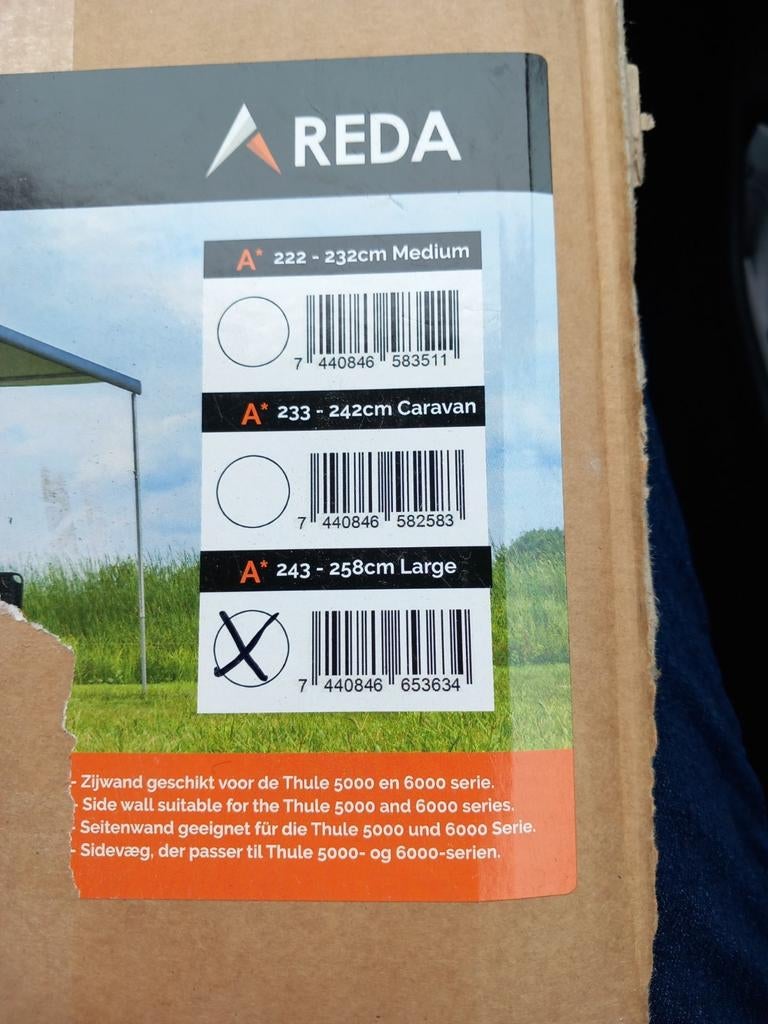 AREDA
A* 222 - 232cm Medium
7 440846 583511
A* 233 - 242cm Caravan
7 440846 582583
A* 243 - 258cm Large
X
7 440846 653634
- Zijwand geschikt voor de Thule 5000 en 6000 serie.
- Side wall suitable for the Thule 5000 and 6000 series.
- Seitenwand geeignet für die Thule 5000 und 6000 Serie.
- Sidevæg, der passer til Thule 5000- og 6000-serien.